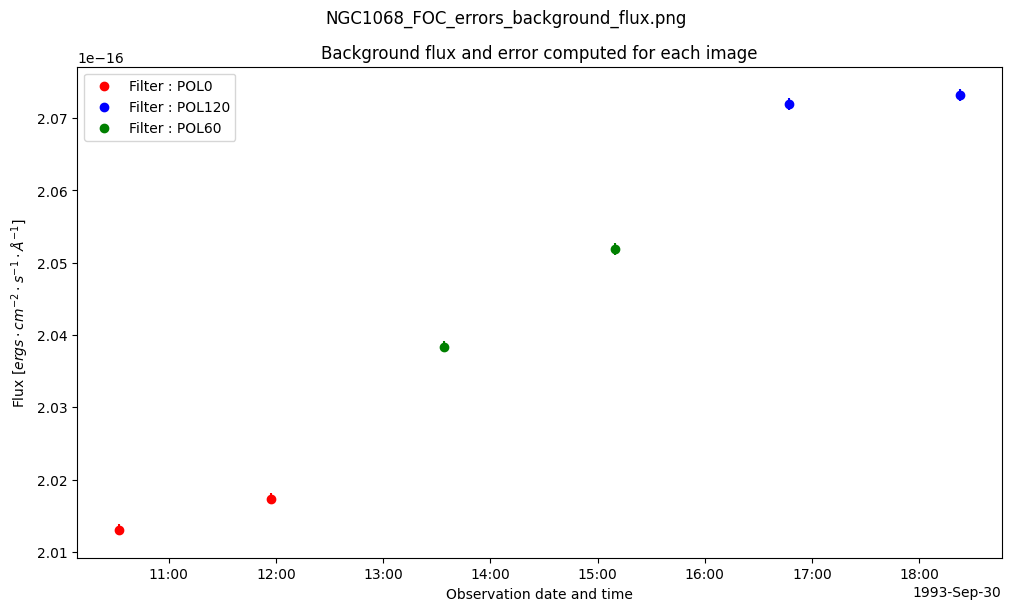 NGC1068_FOC_errors_background_flux.png
Background flux and error computed for each image
1e−16
Filter : POL0
Filter : POL120
Filter : POL60
2.07
2.06
2.05
2.04
2.03
2.02
2.01
Flux [ergs · cm⁻² · s⁻¹ · Å⁻¹]
11:00 12:00 13:00 14:00 15:00 16:00 17:00 18:00
1993-Sep-30
Observation date and time